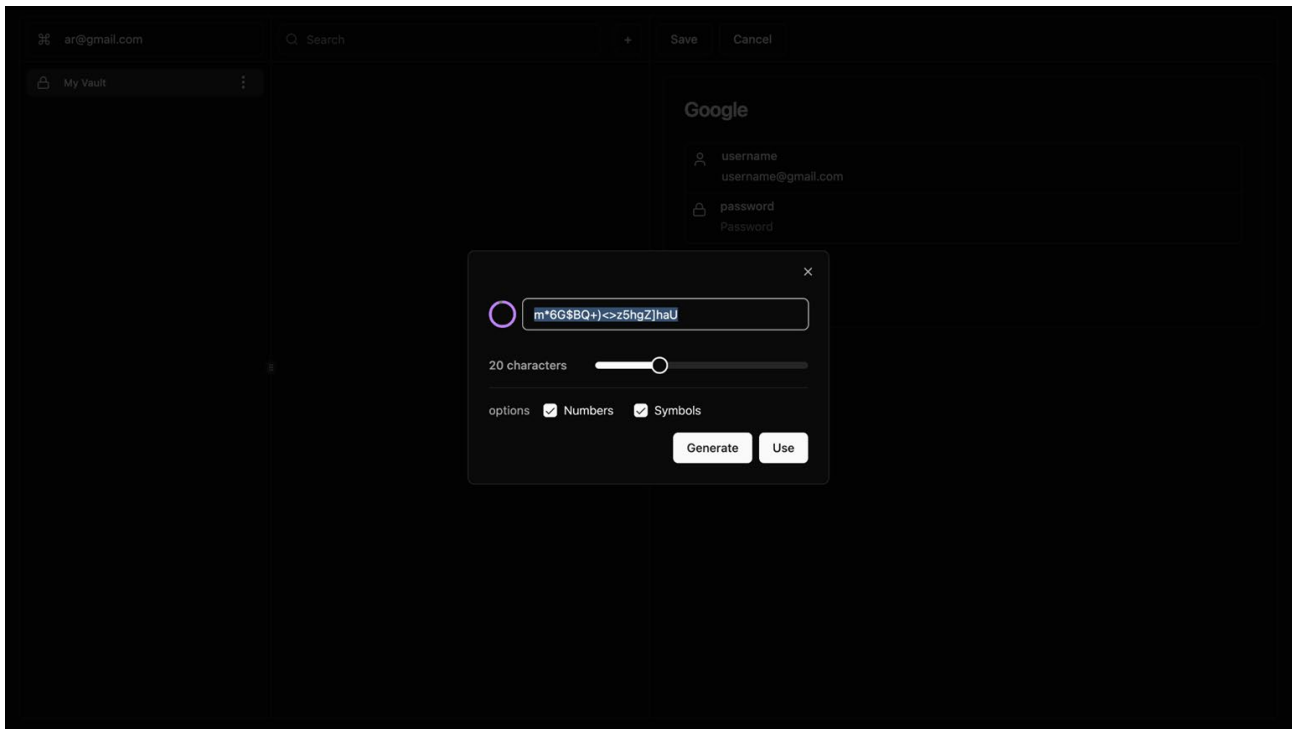 ar@gmail.com
Search
+
Save
Cancel
My Vault
Google
username
username@gmail.com
password
Password
m*6G$BQ+)<>z5hgZ]haU
20 characters
options
Numbers
Symbols
Generate
Use